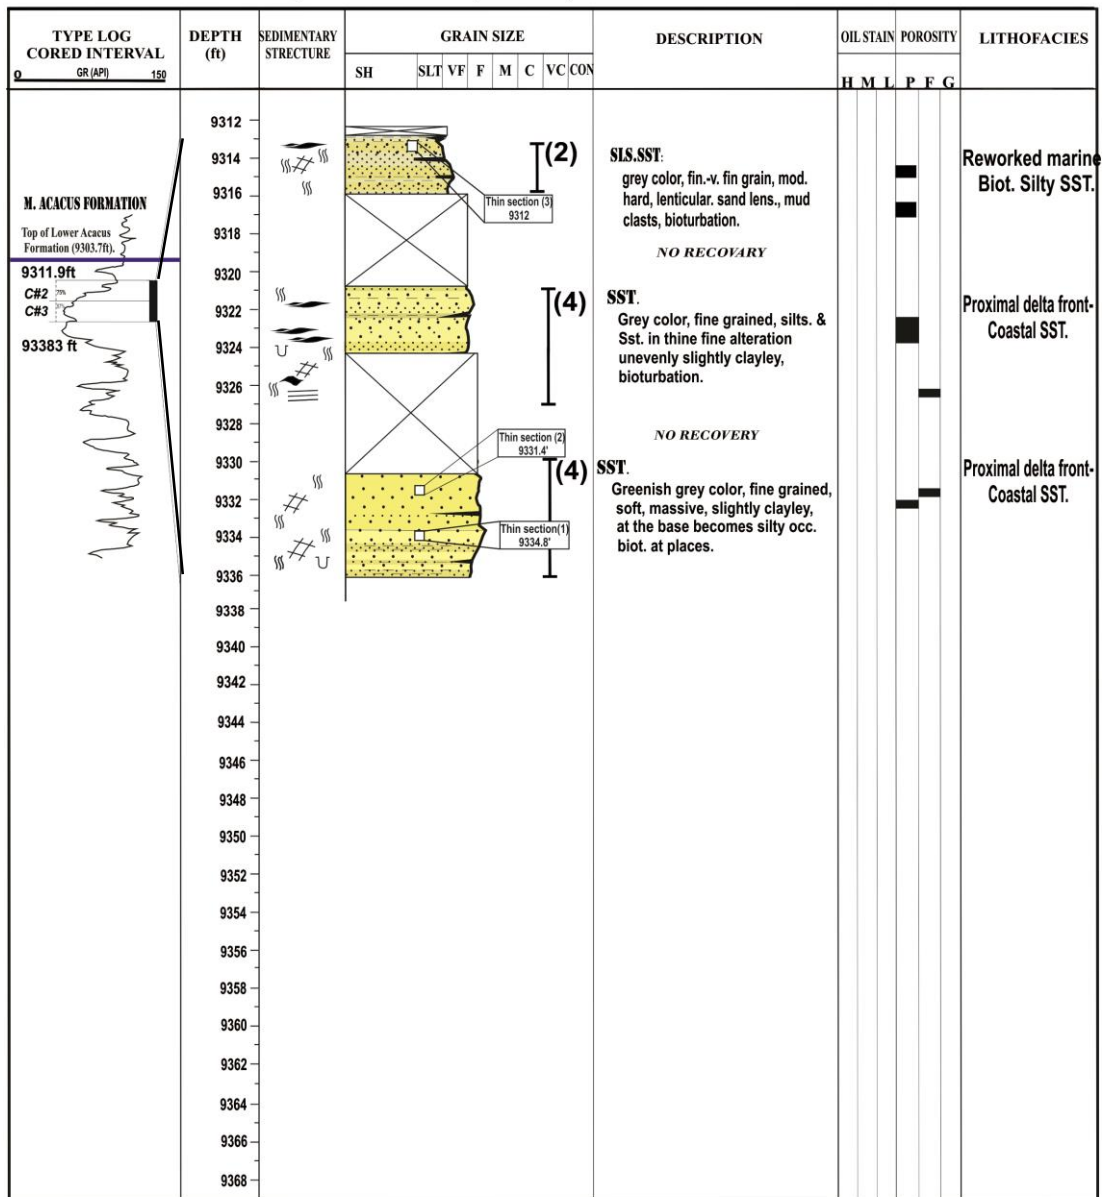 TYPE LOG
CORED INTERVAL
0 GR (API) 150
DEPTH
(ft)
SEDIMENTARY
STRECTURE
GRAIN SIZE
SH SLT VF F M C VC CON
DESCRIPTION
OIL STAIN POROSITY
H M L P F G
LITHOFACIES
M. ACACUS FORMATION
Top of Lower Acacus
Formation (9303.7ft).
9311.9ft
C#2
C#3
93383 ft
9312
9314
9316
9318
9320
9322
9324
9326
9328
9330
9332
9334
9336
9338
9340
9342
9344
9346
9348
9350
9352
9354
9356
9358
9360
9362
9364
9366
9368
(2)
Thin section (3)
9312
(4)
Thin section (2)
9331.4'
(4)
Thin section(1)
9334.8'
SLS.SST:
grey color, fin.-v. fin grain, mod.
hard, lenticular. sand lens., mud
clasts, bioturbation.
NO RECOVARY
SST.
Grey color, fine grained, silts. &
Sst. in thine fine alteration
unevenly slightly clayley,
bioturbation.
NO RECOVERY
SST.
Greenish grey color, fine grained,
soft, massive, slightly clayley,
at the base becomes silty occ.
biot. at places.
Reworked marine
Biot. Silty SST.
Proximal delta front-
Coastal SST.
Proximal delta front-
Coastal SST.